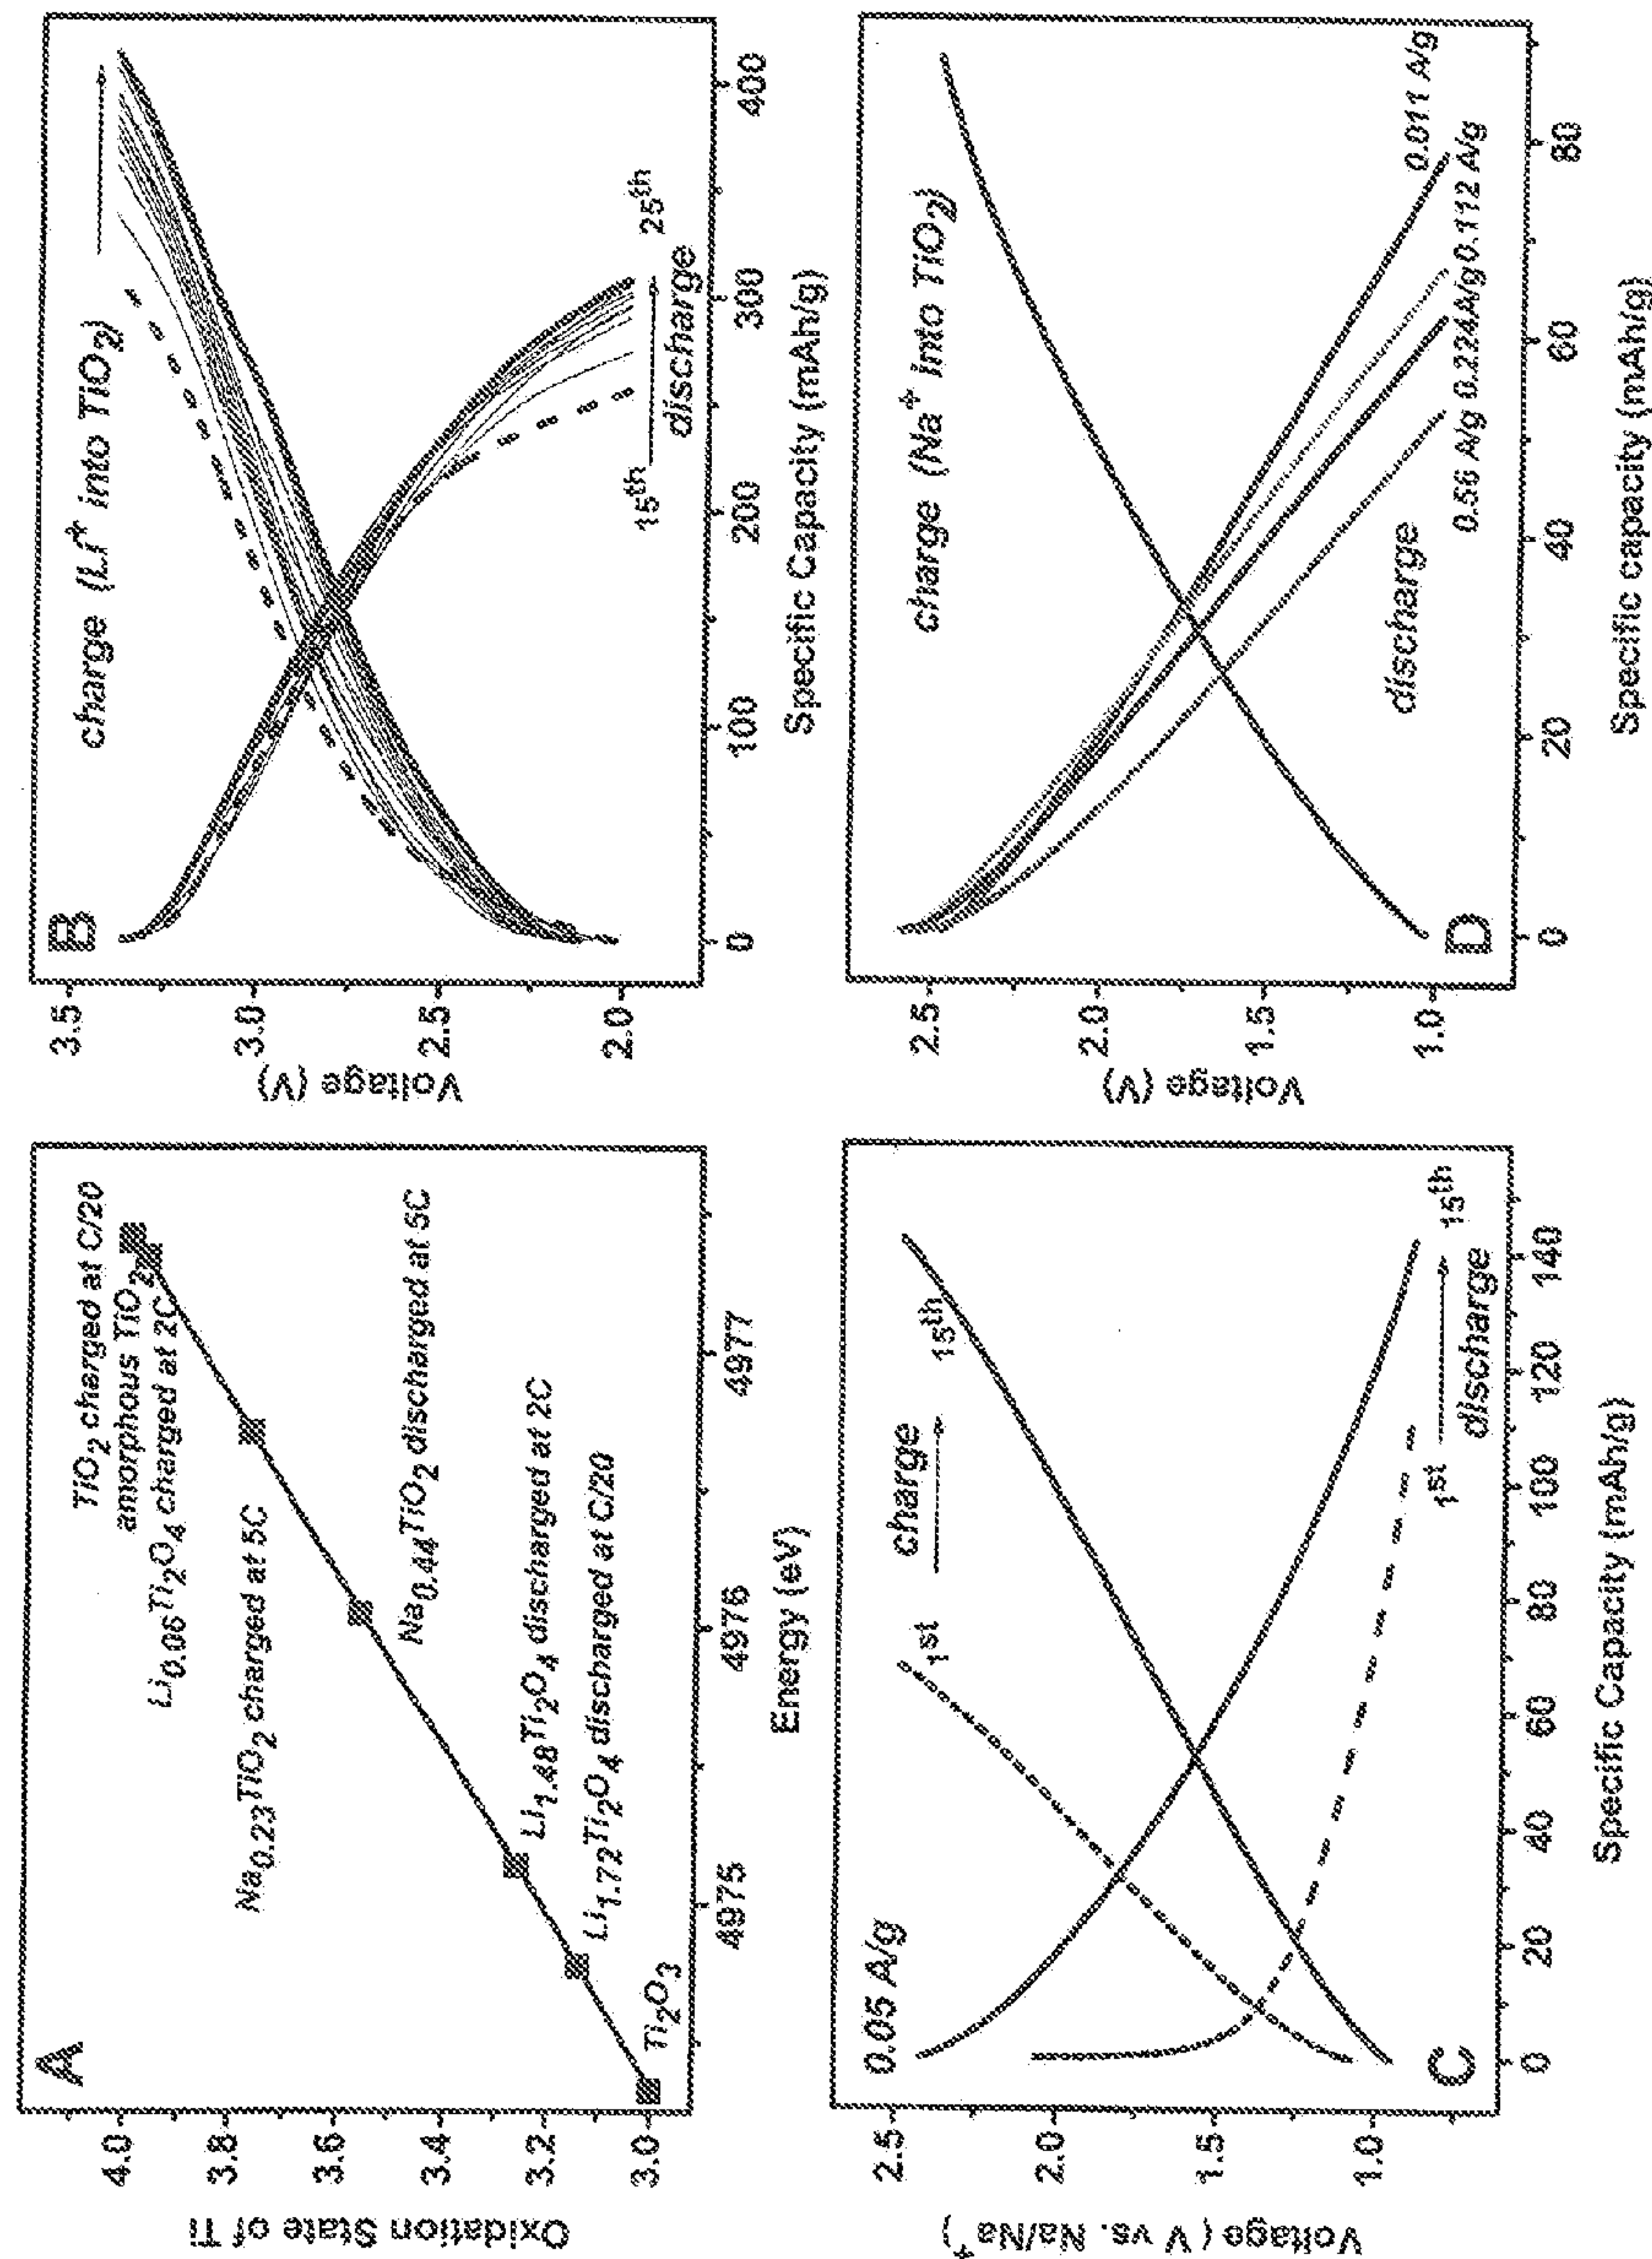 A
TiO2 charged at C/20
amorphous TiO2
Li0.06Ti2O4 charged at 2C
Na0.23TiO2 charged at 5C
Na0.44TiO2 discharged at 5C
Li1.48Ti2O4 discharged at 2C
Li1.72Ti2O4 discharged at C/20
Ti2O3
4.0
3.8
3.6
3.4
3.2
3.0
Oxidation State of Ti
4975 4976 4977
Energy (eV)
B
charge (Li+ into TiO2)
15th 25th
discharge
3.5
3.0
2.5
2.0
Voltage (V)
0 100 200 300 400
Specific Capacity (mAh/g)
C
0.05 A/g
charge
1st 15th
1st 15th
discharge
2.5
2.0
1.5
1.0
Voltage ( V vs. Na/Na+)
0 20 40 60 80 100 120 140
Specific Capacity (mAh/g)
D
charge (Na+ into TiO2)
discharge
0.56 A/g 0.224A/g 0.112 A/g
0.011 A/g
2.5
2.0
1.5
1.0
Voltage (V)
0 20 40 60 80
Specific capacity (mAh/g)